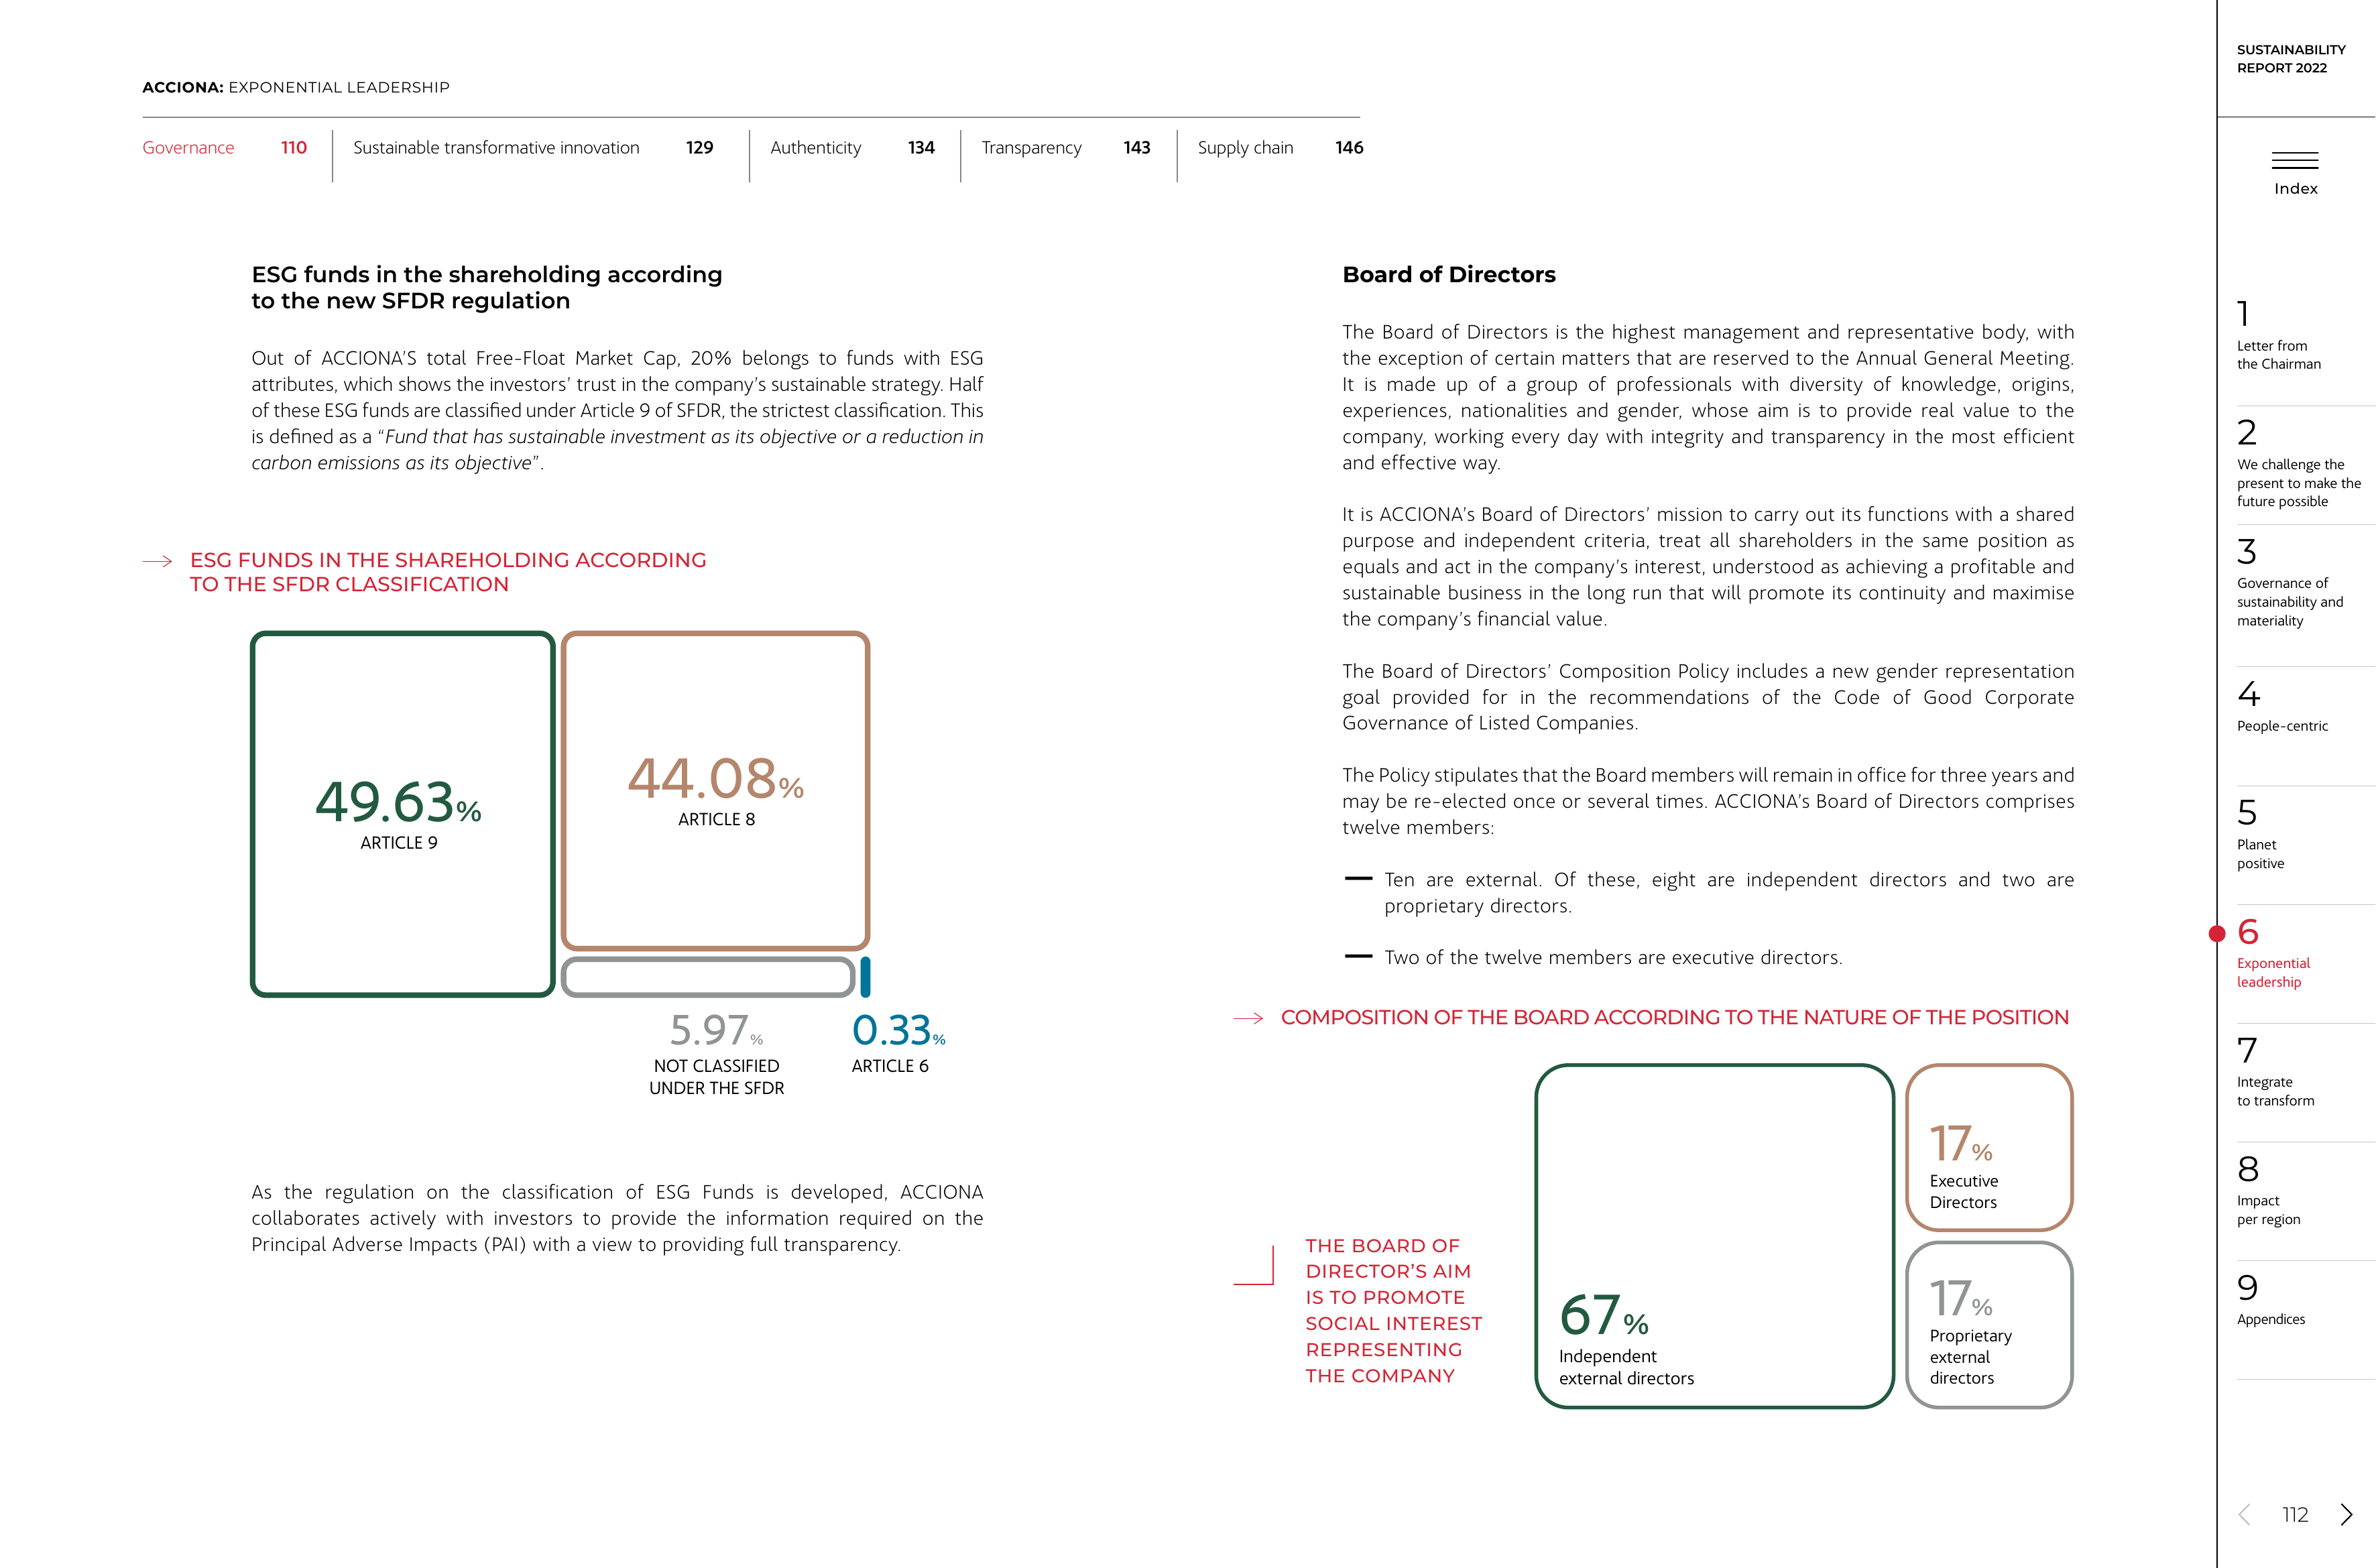 ACCIONA: EXPONENTIAL LEADERSHIP
Governance 110
Sustainable transformative innovation 129
Authenticity 134
Transparency 143
Supply chain 146
ESG funds in the shareholding according
to the new SFDR regulation
Out of ACCIONA'S total Free-Float Market Cap, 20% belongs to funds with ESG
attributes, which shows the investors' trust in the company's sustainable strategy. Half
of these ESG funds are classified under Article 9 of SFDR, the strictest classification. This
is defined as a “Fund that has sustainable investment as its objective or a reduction in
carbon emissions as its objective”.
ESG FUNDS IN THE SHAREHOLDING ACCORDING
TO THE SFDR CLASSIFICATION
49.63%
ARTICLE 9
44.08%
ARTICLE 8
5.97%
NOT CLASSIFIED
UNDER THE SFDR
0.33%
ARTICLE 6
As the regulation on the classification of ESG Funds is developed, ACCIONA
collaborates actively with investors to provide the information required on the
Principal Adverse Impacts (PAI) with a view to providing full transparency.
Board of Directors
The Board of Directors is the highest management and representative body, with
the exception of certain matters that are reserved to the Annual General Meeting.
It is made up of a group of professionals with diversity of knowledge, origins,
experiences, nationalities and gender, whose aim is to provide real value to the
company, working every day with integrity and transparency in the most efficient
and effective way.
It is ACCIONA's Board of Directors' mission to carry out its functions with a shared
purpose and independent criteria, treat all shareholders in the same position as
equals and act in the company's interest, understood as achieving a profitable and
sustainable business in the long run that will promote its continuity and maximise
the company's financial value.
The Board of Directors' Composition Policy includes a new gender representation
goal provided for in the recommendations of the Code of Good Corporate
Governance of Listed Companies.
The Policy stipulates that the Board members will remain in office for three years and
may be re-elected once or several times. ACCIONA's Board of Directors comprises
twelve members:
— Ten are external. Of these, eight are independent directors and two are
proprietary directors.
— Two of the twelve members are executive directors.
COMPOSITION OF THE BOARD ACCORDING TO THE NATURE OF THE POSITION
THE BOARD OF
DIRECTOR'S AIM
IS TO PROMOTE
SOCIAL INTEREST
REPRESENTING
THE COMPANY
67%
Independent
external directors
17%
Executive
Directors
17%
Proprietary
external
directors
SUSTAINABILITY
REPORT 2022
Index
1
Letter from
the Chairman
2
We challenge the
present to make the
future possible
3
Governance of
sustainability and
materiality
4
People-centric
5
Planet
positive
6
Exponential
leadership
7
Integrate
to transform
8
Impact
per region
9
Appendices
112